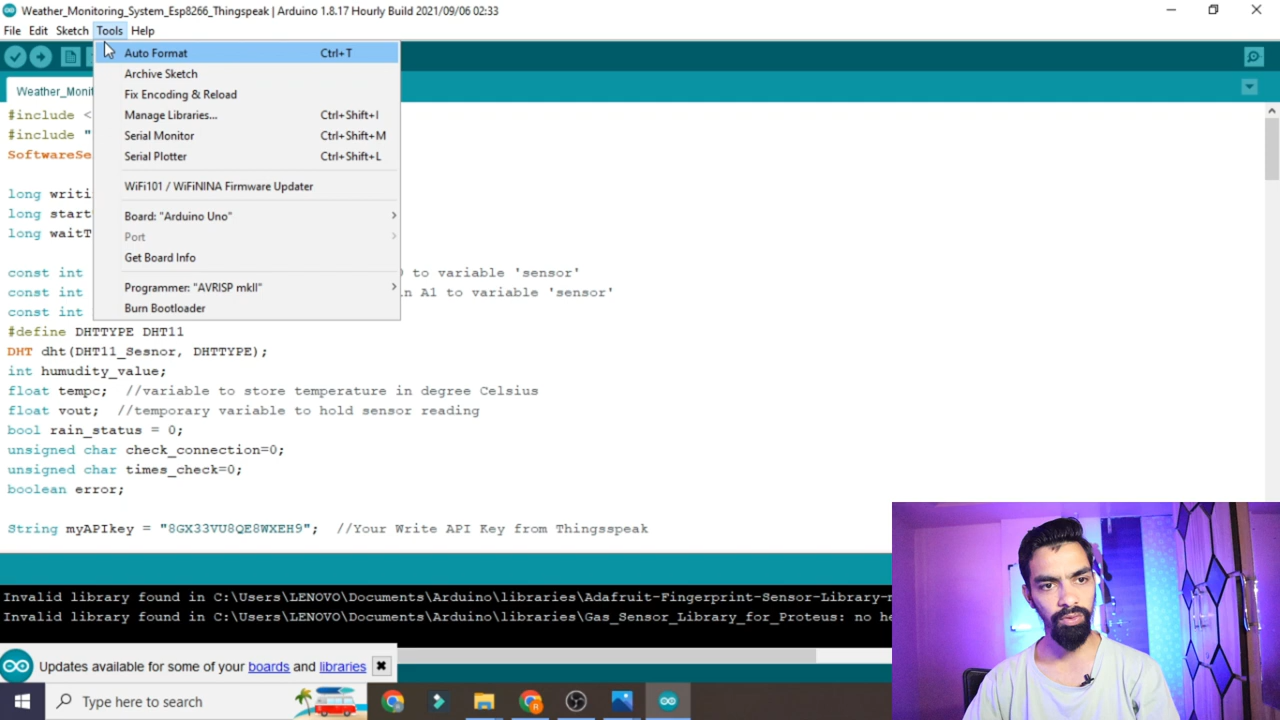 Weather_Monitoring_System_Esp8266_Thingspeak | Arduino 1.8.17 Hourly Build 2021/09/06 02:33
File Edit Sketch Tools Help
Auto Format Ctrl+T
Weather_Monit
Archive Sketch
Fix Encoding & Reload
#include <
Manage Libraries... Ctrl+Shift+I
#include "
Serial Monitor Ctrl+Shift+M
SoftwareSe
Serial Plotter Ctrl+Shift+L
WiFi101 / WiFiNINA Firmware Updater
long writi
long start
Board: "Arduino Uno"
long waitT
Port
Get Board Info
const int
to variable 'sensor'
const int
n A1 to variable 'sensor'
Programmer: "AVRISP mkII"
const int
Burn Bootloader
#define DHTTYPE DHT11
DHT dht(DHT11_Sesnor, DHTTYPE);
int humudity_value;
float tempc; //variable to store temperature in degree Celsius
float vout; //temporary variable to hold sensor reading
bool rain_status = 0;
unsigned char check_connection=0;
unsigned char times_check=0;
boolean error;
String myAPIkey = "8GX33VU8QE8WXEH9"; //Your Write API Key from Thingsspeak
Invalid library found in C:\Users\LENOVO\Documents\Arduino\libraries\Adafruit-Fingerprint-Sensor-Library-
Invalid library found in C:\Users\LENOVO\Documents\Arduino\libraries\Gas_Sensor_Library_for_Proteus: no he
Updates available for some of your boards and libraries
Type here to search